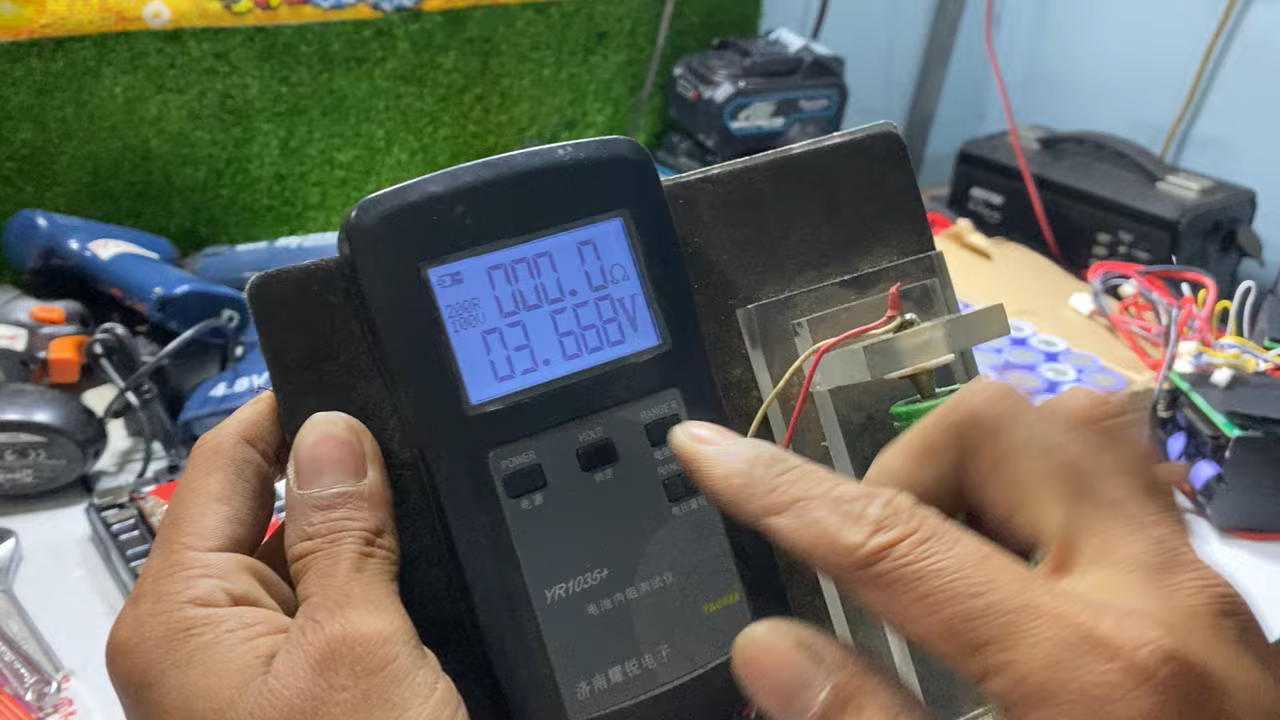 000.0Ω
200R
100V
03.668V
POWER
电源
HOLD
RANGER
YR1035+
电池内阻测试仪
济南耀锐电子
4.8V